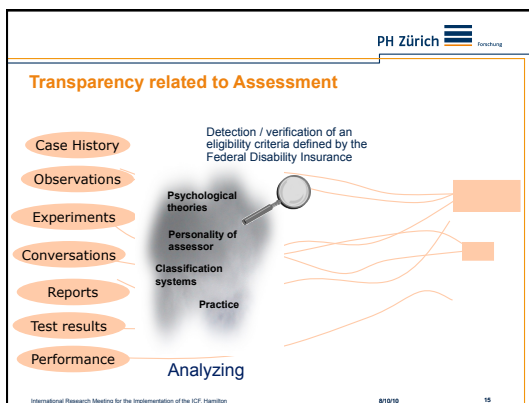 PH Zürich
Forschung
Transparency related to Assessment
Detection / verification of an
eligibility criteria defined by the
Federal Disability Insurance
Case History
Observations
Experiments
Conversations
Reports
Test results
Performance
Psychological
theories
Personality of
assessor
Classification
systems
Practice
Analyzing
International Research Meeting for the Implementation of the ICF, Hamilton
8/10/10
15